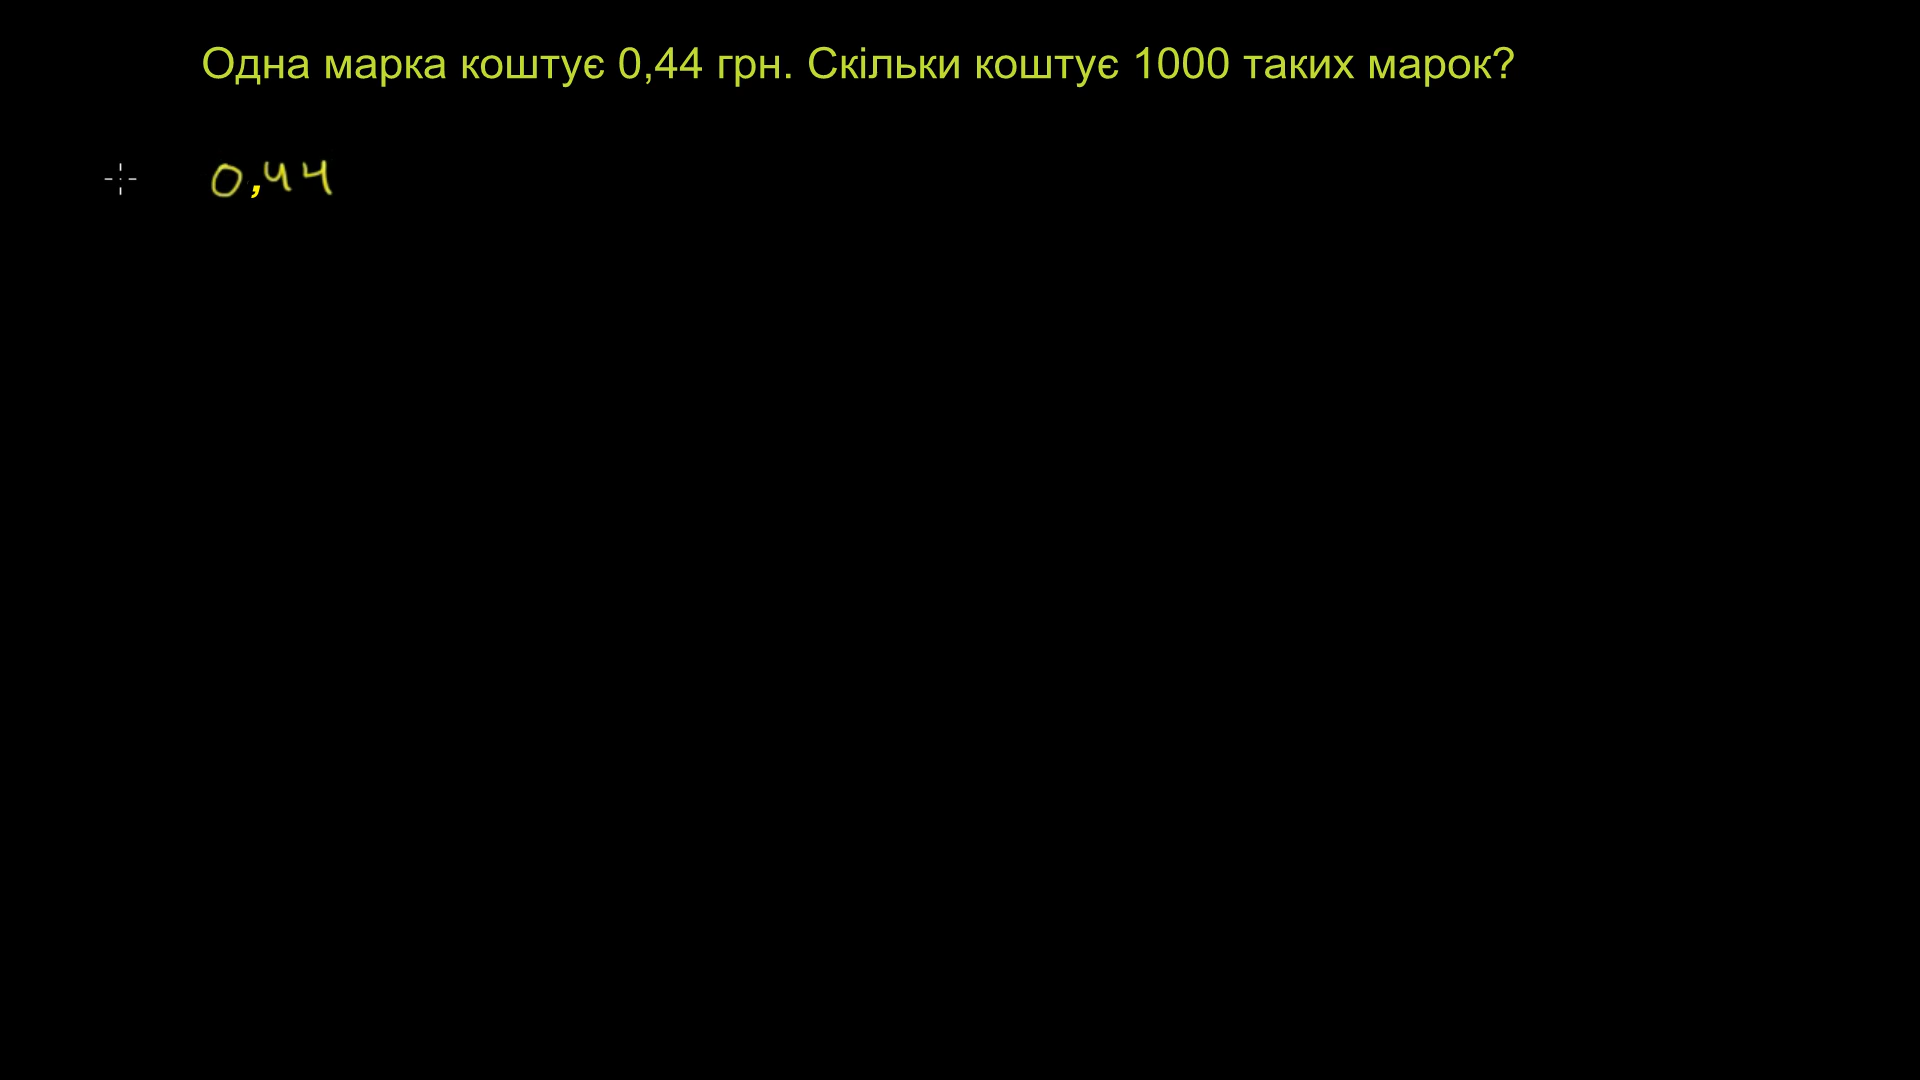 Одна марка коштує 0,44 грн. Скільки коштує 1000 таких марок?
0,44